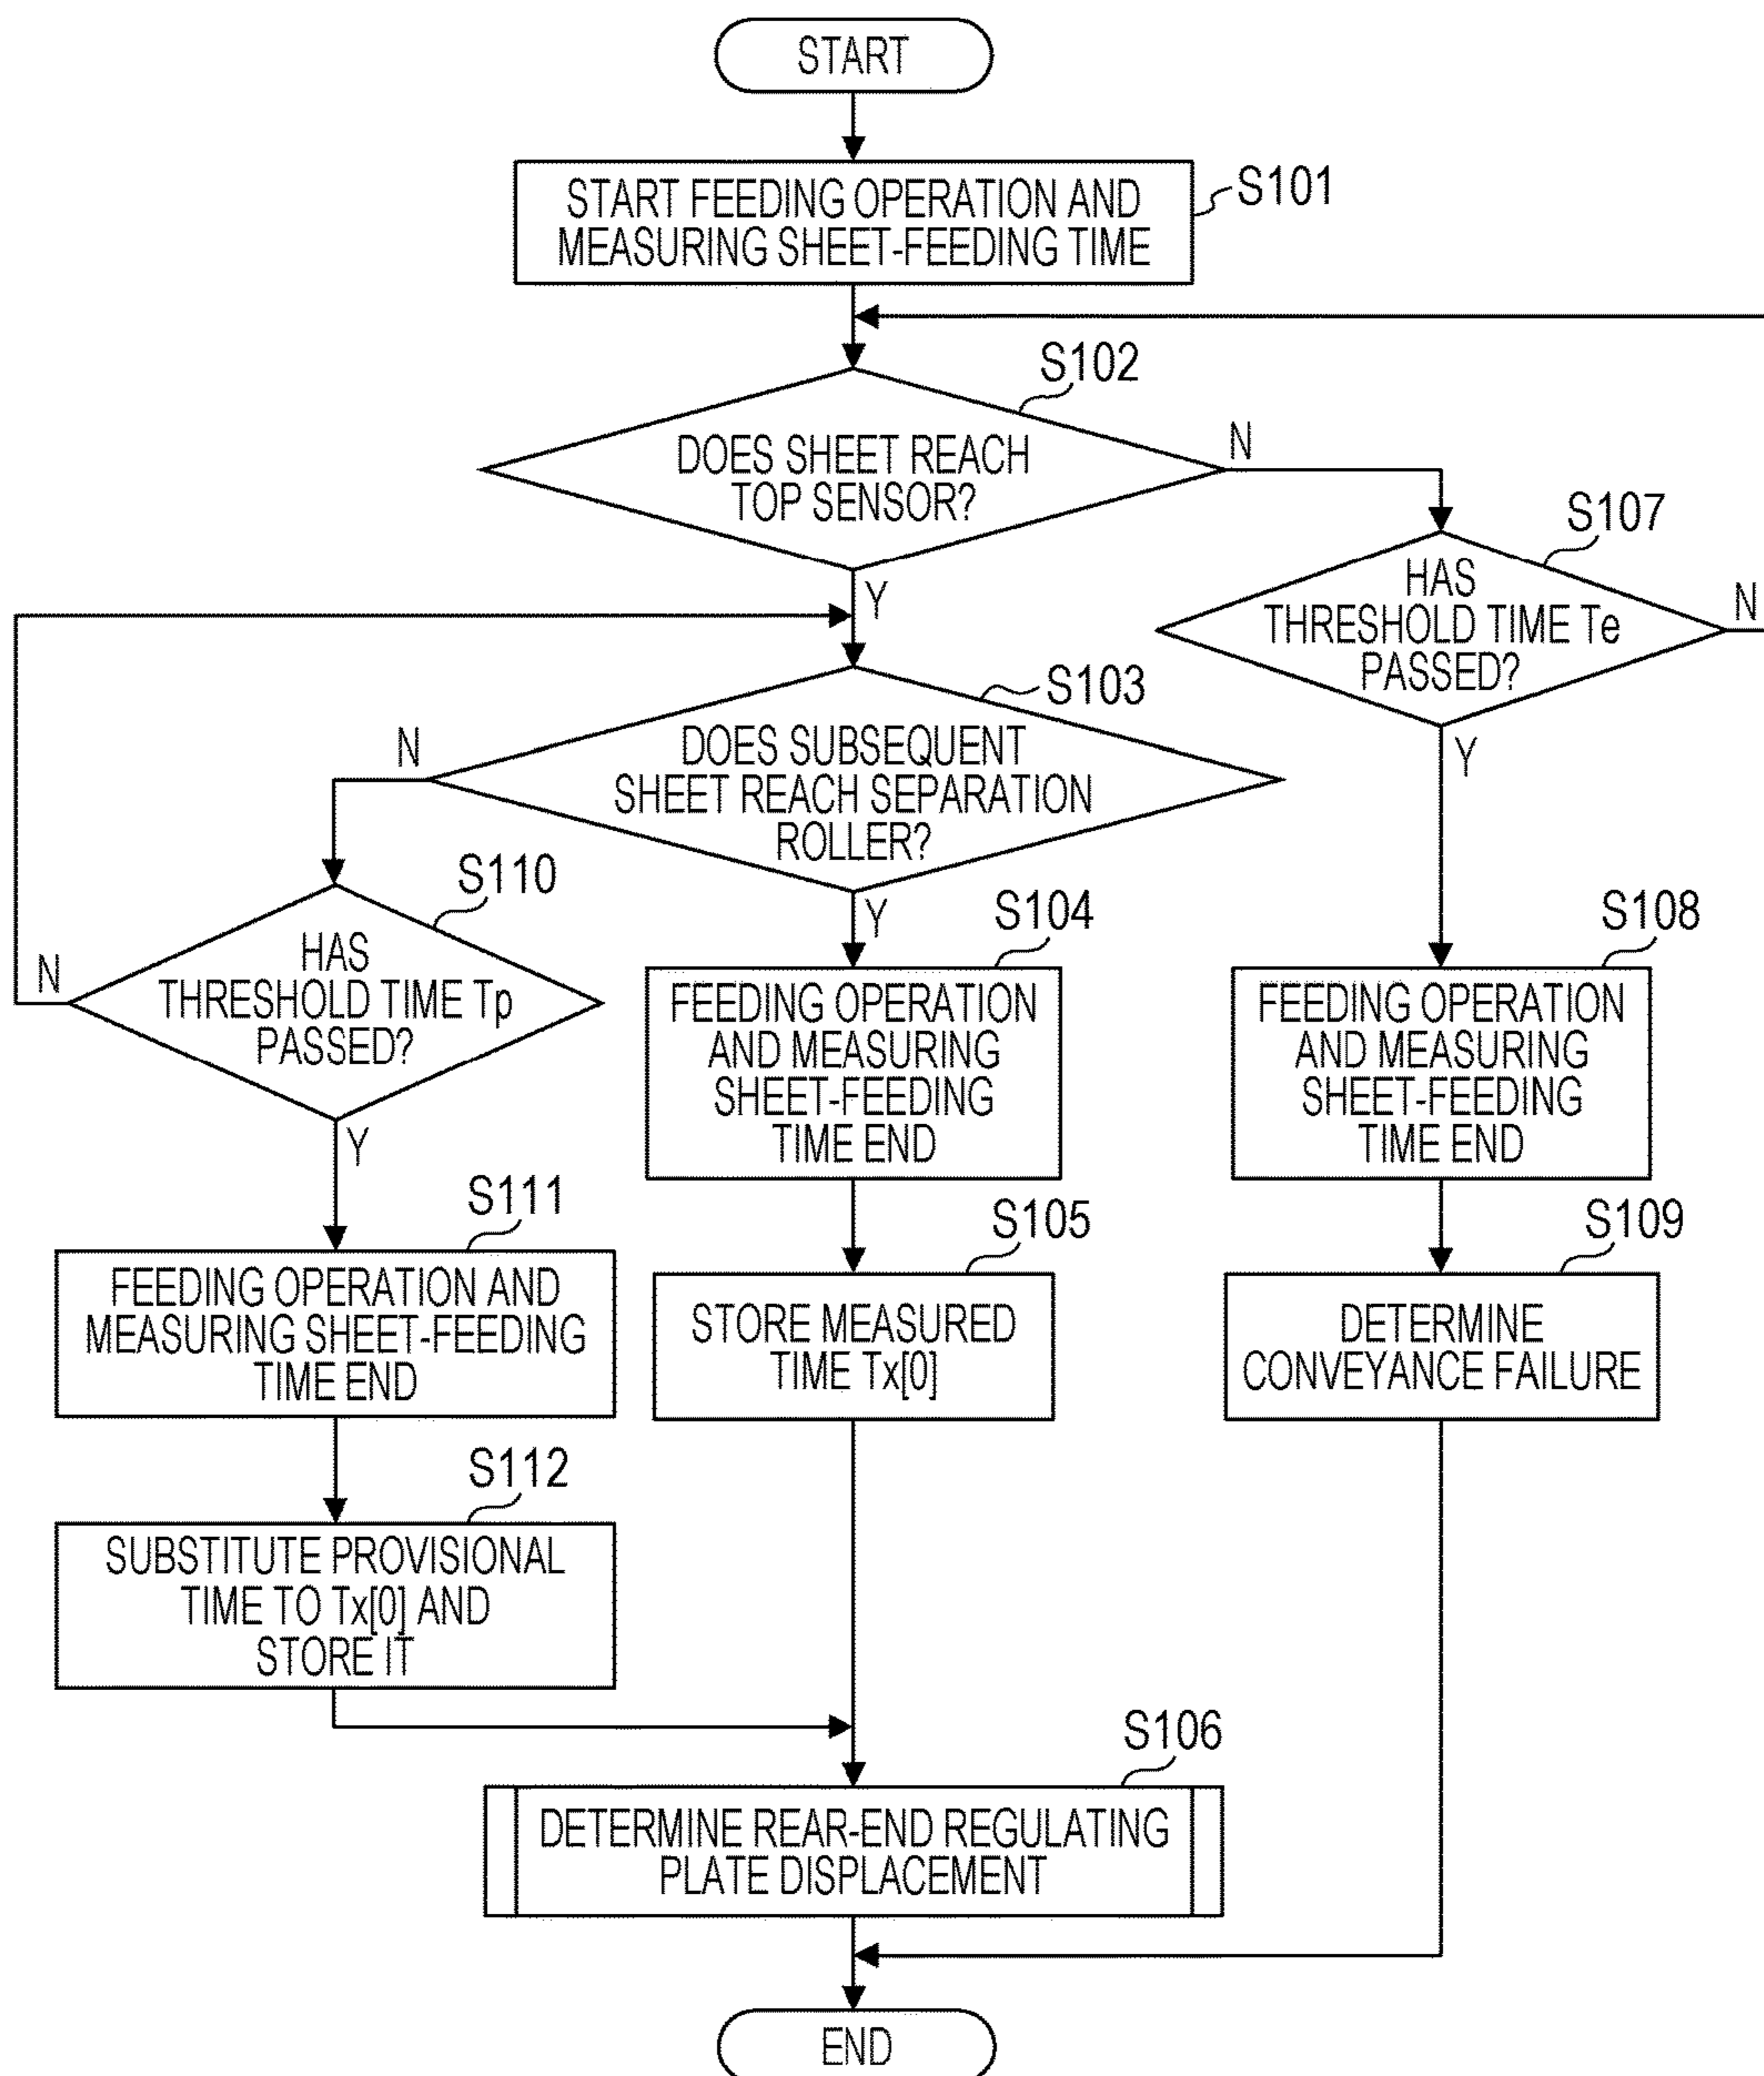 START
START FEEDING OPERATION AND
MEASURING SHEET-FEEDING TIME
S101
S102
DOES SHEET REACH
TOP SENSOR?
N
Y
S107
HAS
THRESHOLD TIME Te
PASSED?
N
Y
S103
DOES SUBSEQUENT
SHEET REACH SEPARATION
ROLLER?
N
Y
S110
HAS
THRESHOLD TIME Tp
PASSED?
N
Y
S104
FEEDING OPERATION
AND MEASURING
SHEET-FEEDING
TIME END
S108
FEEDING OPERATION
AND MEASURING
SHEET-FEEDING
TIME END
S111
FEEDING OPERATION AND
MEASURING SHEET-FEEDING
TIME END
S105
STORE MEASURED
TIME Tx[0]
S109
DETERMINE
CONVEYANCE FAILURE
S112
SUBSTITUTE PROVISIONAL
TIME TO Tx[0] AND
STORE IT
S106
DETERMINE REAR-END REGULATING
PLATE DISPLACEMENT
END